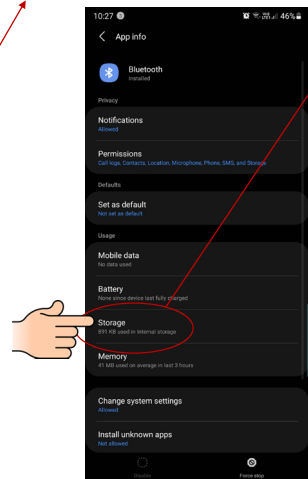 10:27
46%
App info
Bluetooth
Installed
Privacy
Notifications
Allowed
Permissions
Call logs, Contacts, Location, Microphone, Phone, SMS, and Storage
Defaults
Set as default
Not set as default
Usage
Mobile data
No data used
Battery
None since device last fully charged
Storage
891 KB used in Internal storage
Memory
41 MB used on average in last 3 hours
Change system settings
Allowed
Install unknown apps
Not allowed
Disable
Force stop